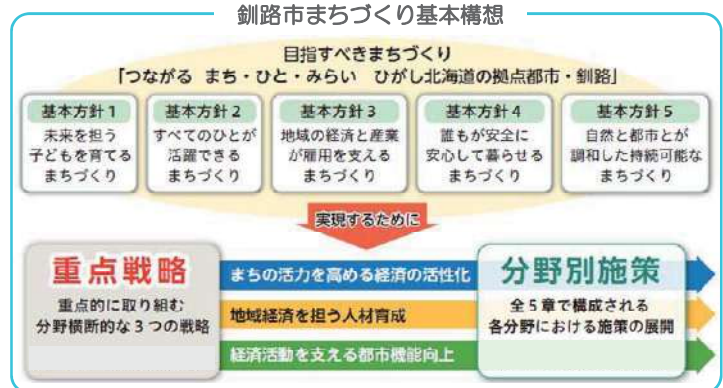 釧路市まちづくり基本構想
目指すべきまちづくり
「つながる まち・ひと・みらい ひがし北海道の拠点都市・釧路」
基本方針1
未来を担う
子どもを育てる
まちづくり
基本方針2
すべてのひとが
活躍できる
まちづくり
基本方針3
地域の経済と産業
が雇用を支える
まちづくり
基本方針4
誰もが安全に
安心して暮らせる
まちづくり
基本方針5
自然と都市とが
調和した持続可能な
まちづくり
実現するために
重点戦略
重点的に取り組む
分野横断的な3つの戦略
まちの活力を高める経済の活性化
地域経済を担う人材育成
経済活動を支える都市機能向上
分野別施策
全5章で構成される
各分野における施策の展開